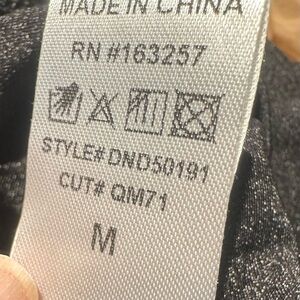 MADE IN CHINA
RN #163257
STYLE# DND50191
CUT# QM71
M